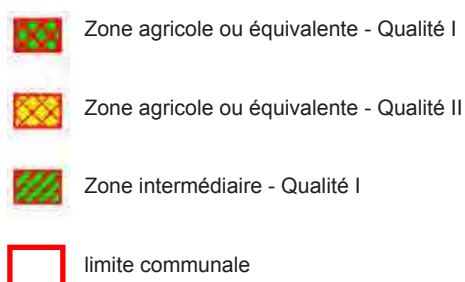 Zone agricole ou équivalente - Qualité I
Zone agricole ou équivalente - Qualité II
Zone intermédiaire - Qualité I
limite communale